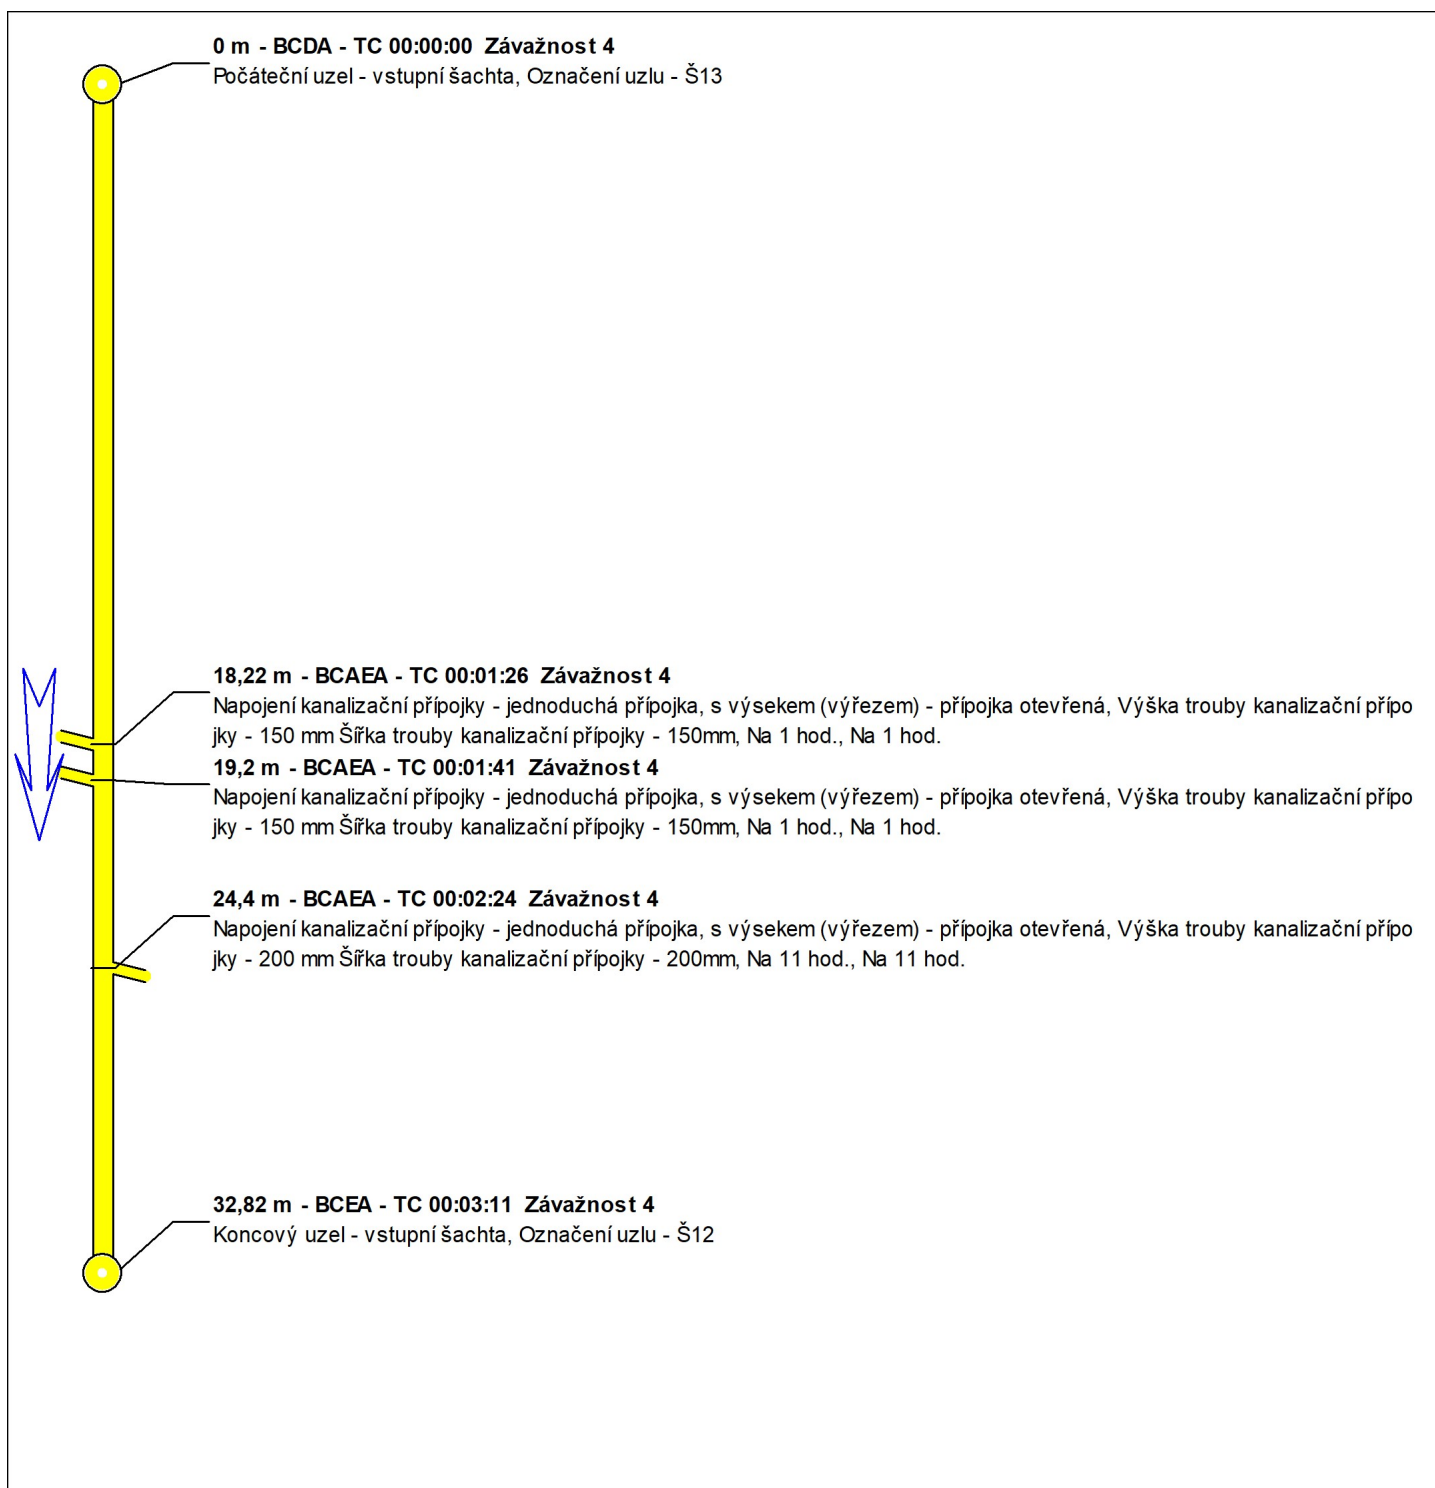 0 m - BCDA - TC 00:00:00 Závažnost 4
Počáteční uzel - vstupní šachta, Označení uzlu - Š13
18,22 m - BCAEA - TC 00:01:26 Závažnost 4
Napojení kanalizační přípojky - jednoduchá přípojka, s výsekem (výřezem) - přípojka otevřená, Výška trouby kanalizační přípo
jky - 150 mm Šířka trouby kanalizační přípojky - 150mm, Na 1 hod., Na 1 hod.
19,2 m - BCAEA - TC 00:01:41 Závažnost 4
Napojení kanalizační přípojky - jednoduchá přípojka, s výsekem (výřezem) - přípojka otevřená, Výška trouby kanalizační přípo
jky - 150 mm Šířka trouby kanalizační přípojky - 150mm, Na 1 hod., Na 1 hod.
24,4 m - BCAEA - TC 00:02:24 Závažnost 4
Napojení kanalizační přípojky - jednoduchá přípojka, s výsekem (výřezem) - přípojka otevřená, Výška trouby kanalizační přípo
jky - 200 mm Šířka trouby kanalizační přípojky - 200mm, Na 11 hod., Na 11 hod.
32,82 m - BCEA - TC 00:03:11 Závažnost 4
Koncový uzel - vstupní šachta, Označení uzlu - Š12